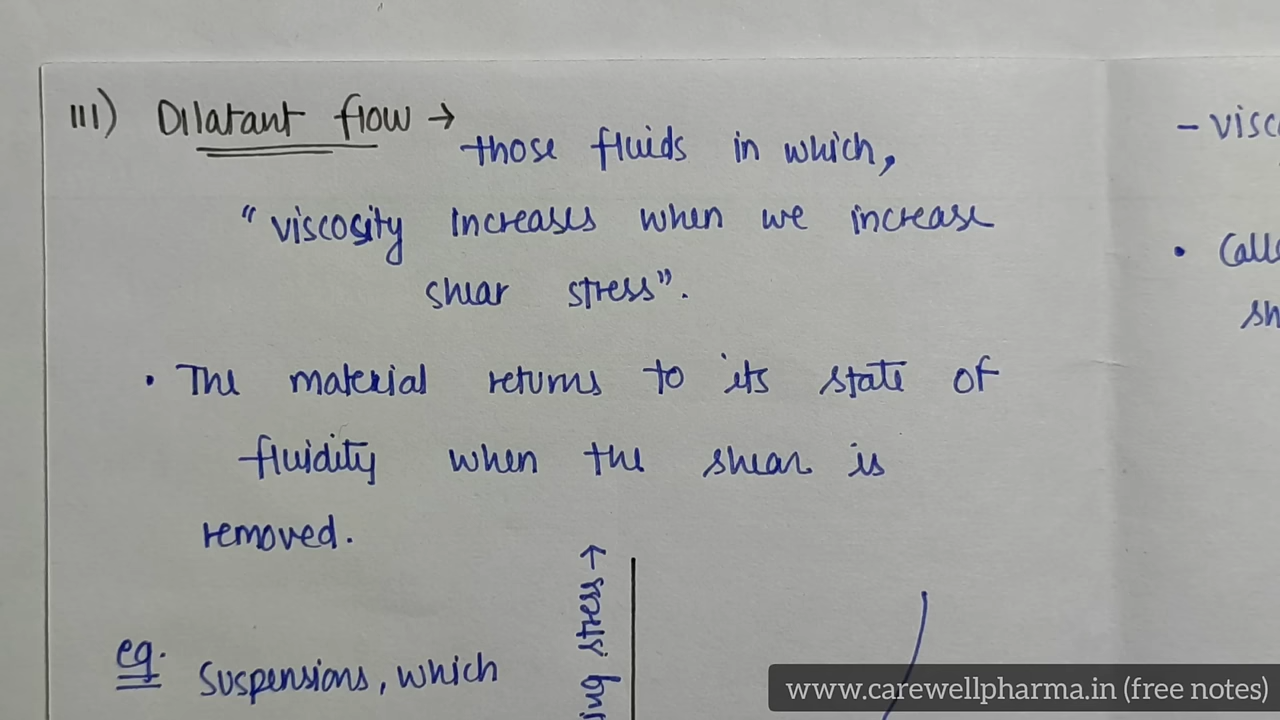 III) Dilatant flow →
those fluids in which,
“viscosity increases when we increase
shear stress”.
• The material returns to its state of
fluidity when the shear is
removed.
eg. Suspensions, which
stress →
- visc
• Calle
sh
www.carewellpharma.in (free notes)